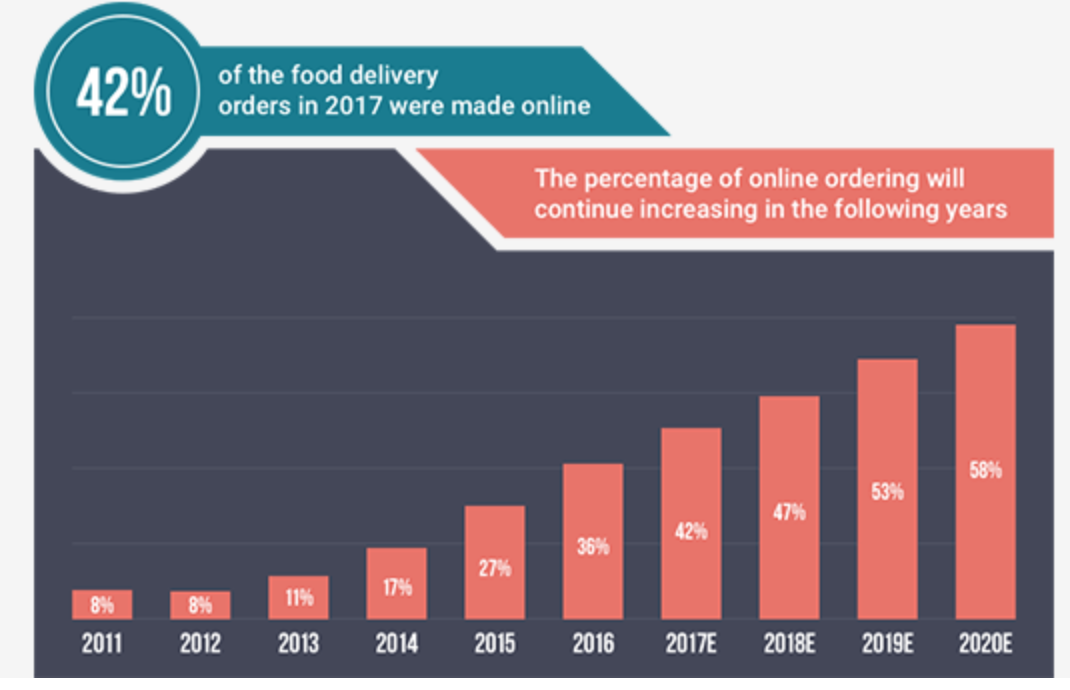 42%
of the food delivery
orders in 2017 were made online
The percentage of online ordering will
continue increasing in the following years
8%
8%
11%
17%
27%
36%
42%
47%
53%
58%
2011
2012
2013
2014
2015
2016
2017E
2018E
2019E
2020E